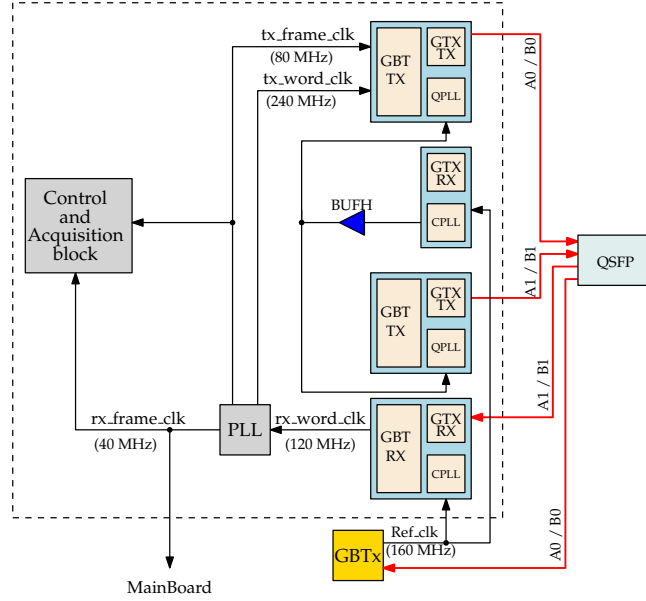 tx_frame_clk
(80 MHz)
tx_word_clk
(240 MHz)
GBT
TX
GTX
TX
QPLL
A0 / B0
Control
and
Acquisition
block
BUFH
GTX
RX
CPLL
QSFP
GBT
TX
GTX
TX
QPLL
A1 / B1
A1 / B1
rx_frame_clk
(40 MHz)
PLL
rx_word_clk
(120 MHz)
GBT
RX
GTX
RX
CPLL
GBTx
Ref_clk
(160 MHz)
A0 / B0
MainBoard